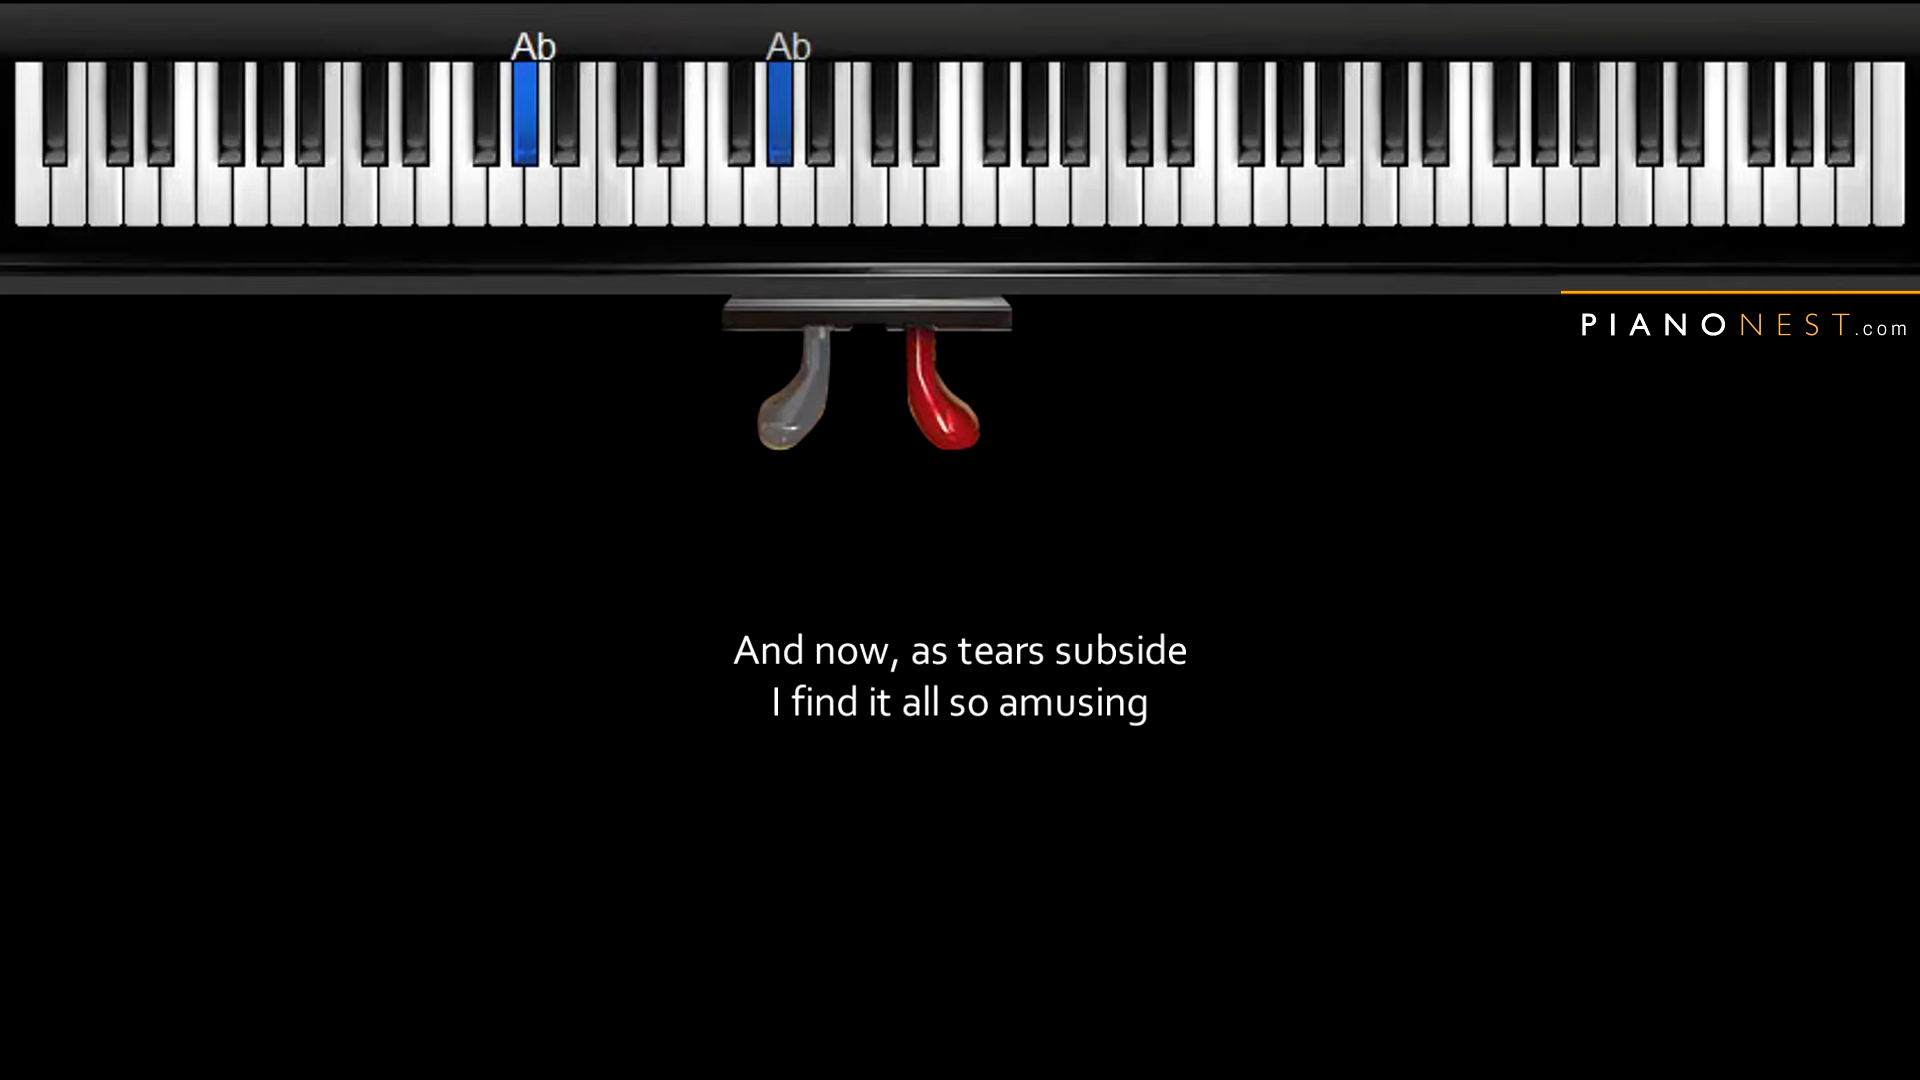 Ab Ab
PIANONEST.com
And now, as tears subside
I find it all so amusing